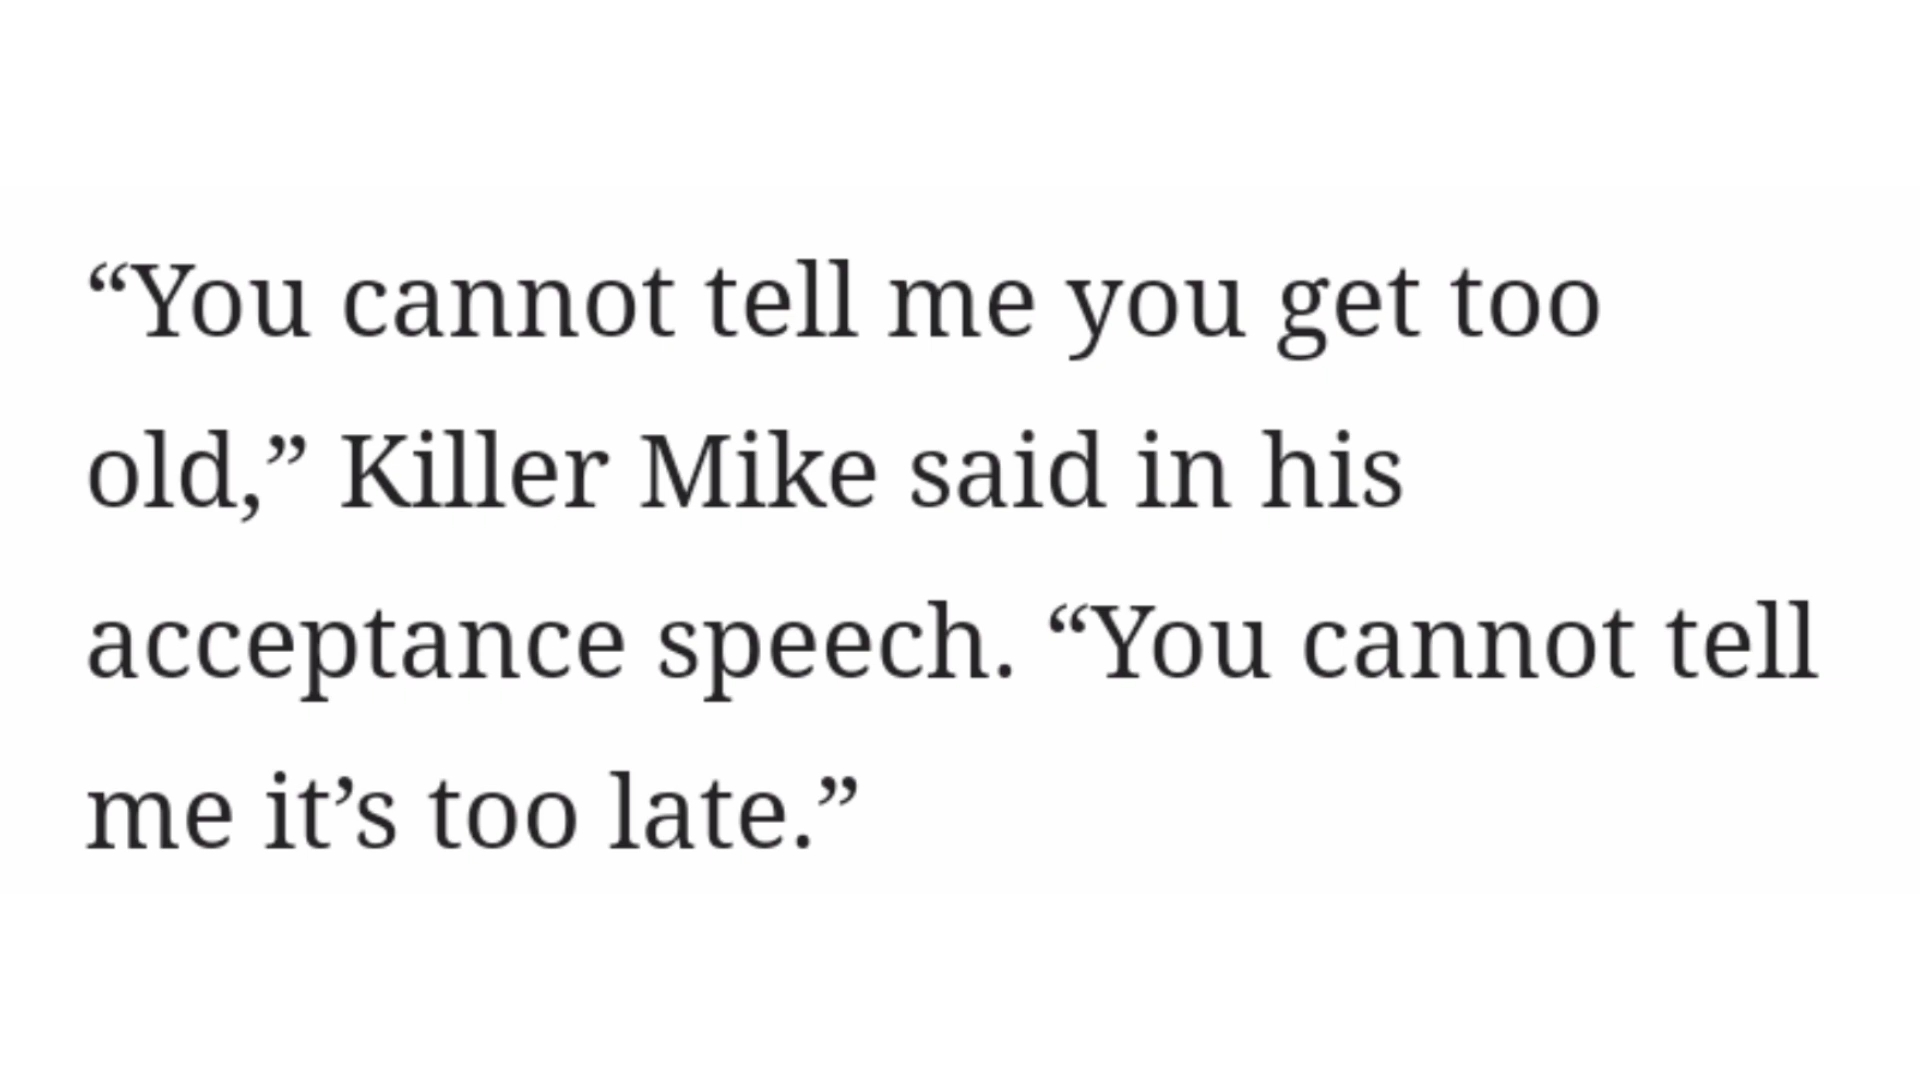 “You cannot tell me you get too
old,” Killer Mike said in his
acceptance speech. “You cannot tell
me it’s too late.”